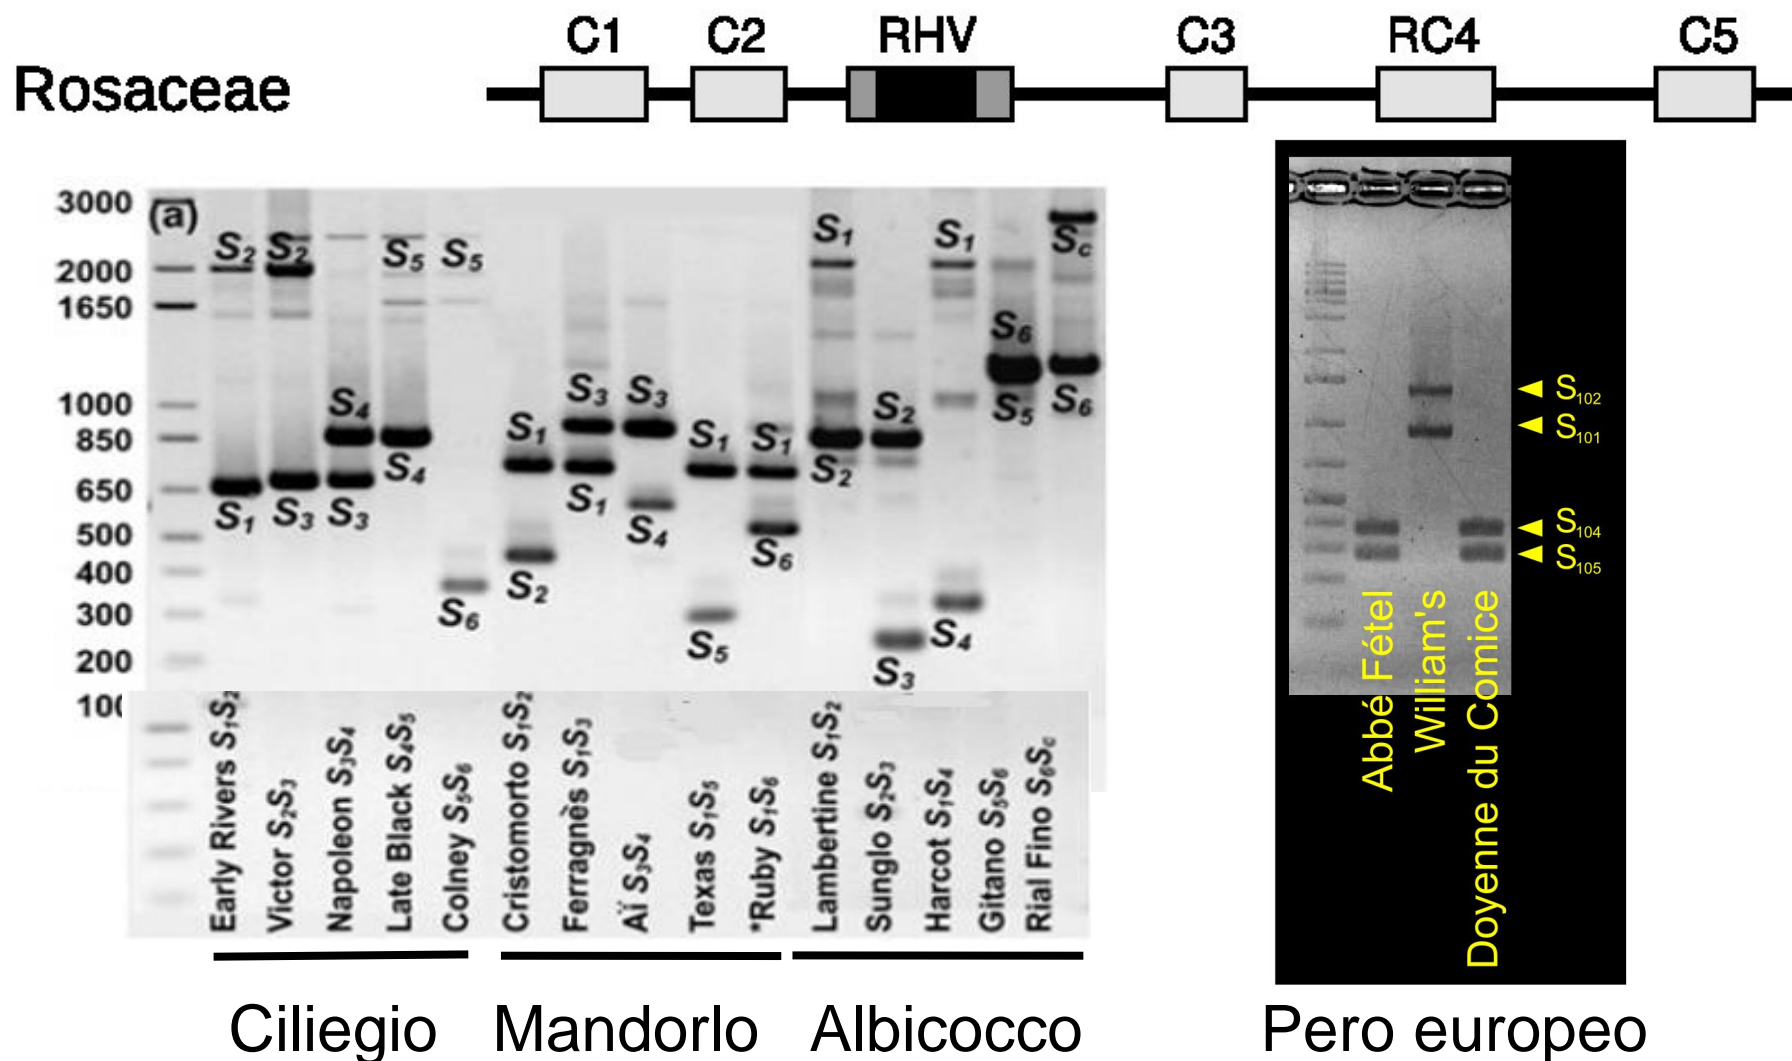 C1 C2 RHV C3 RC4 C5
Rosaceae
3000
2000
1650
1000
850
650
500
400
300
200
100
(a)
S2 S2 S5 S5
S4
S1 S3 S3 S4
S6
S1 S3 S3 S1 S1
S1
S2 S4 S5 S6
S1 S1 Sc
S2 S6
S2 S5 S6
S3 S4
Early Rivers S1S2
Victor S2S3
Napoleon S3S4
Late Black S4S5
Colney S5S6
Cristomorto S1S2
Ferragnès S1S3
Aï S3S4
Texas S1S5
*Ruby S1S6
Lambertine S1S2
Sunglo S2S3
Harcot S1S4
Gitano S5S6
Rial Fino S6Sc
S102
S101
S104
S105
Abbé Fétel
William's
Doyenne du Comice
Ciliegio Mandorlo Albicocco Pero europeo